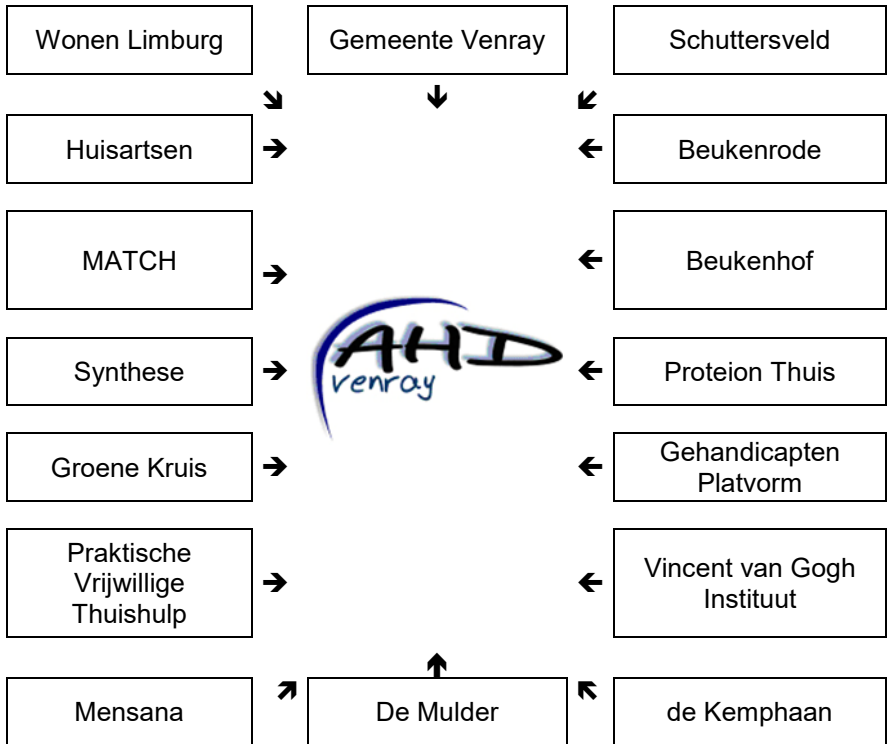 Wonen Limburg
Gemeente Venray
Schuttersveld
Huisartsen
Beukenrode
MATCH
Beukenhof
AHD
venray
Synthese
Proteion Thuis
Groene Kruis
Gehandicapten
Platvorm
Praktische
Vrijwillige
Thuishulp
Vincent van Gogh
Instituut
Mensana
De Mulder
de Kemphaan